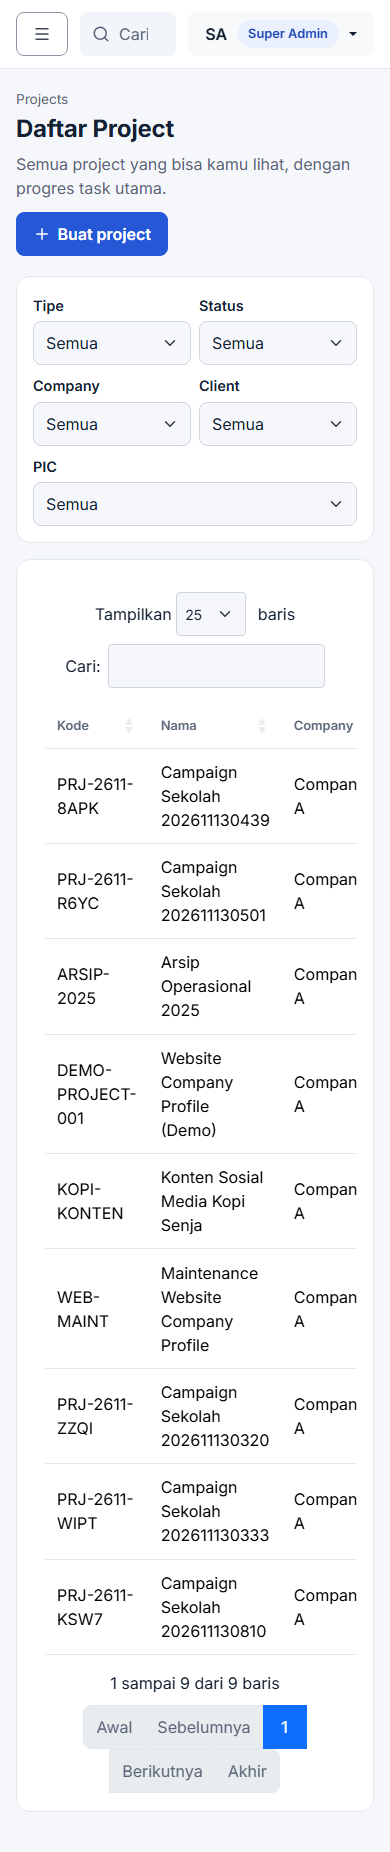 Cari
SA Super Admin
Projects
Daftar Project
Semua project yang bisa kamu lihat, dengan
progres task utama.
Buat project
Tipe Status
Semua Semua
Company Client
Semua Semua
PIC
Semua
Tampilkan 25 baris
Cari:
Kode Nama Company
PRJ-2611-
8APK
Campaign
Sekolah
202611130439
Compan
A
PRJ-2611-
R6YC
Campaign
Sekolah
202611130501
Compan
A
ARSIP-
2025
Arsip
Operasional
2025
Compan
A
DEMO-
PROJECT-
001
Website
Company
Profile
(Demo)
Compan
A
KOPI-
KONTEN
Konten Sosial
Media Kopi
Senja
Compan
A
WEB-
MAINT
Maintenance
Website
Company
Profile
Compan
A
PRJ-2611-
ZZQI
Campaign
Sekolah
202611130320
Compan
A
PRJ-2611-
WIPT
Campaign
Sekolah
202611130333
Compan
A
PRJ-2611-
KSW7
Campaign
Sekolah
202611130810
Compan
A
1 sampai 9 dari 9 baris
Awal Sebelumnya 1
Berikutnya Akhir